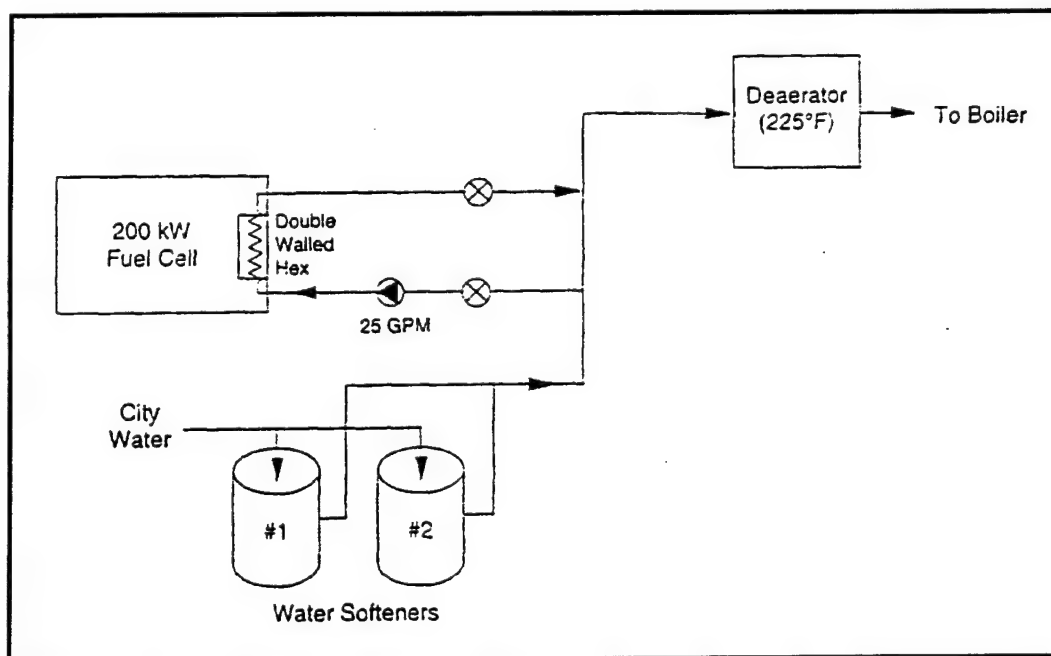 Deaerator
(225°F)
To Boiler
200 kW
Fuel Cell
Double
Walled
Hex
25 GPM
City
Water
#1
#2
Water Softeners